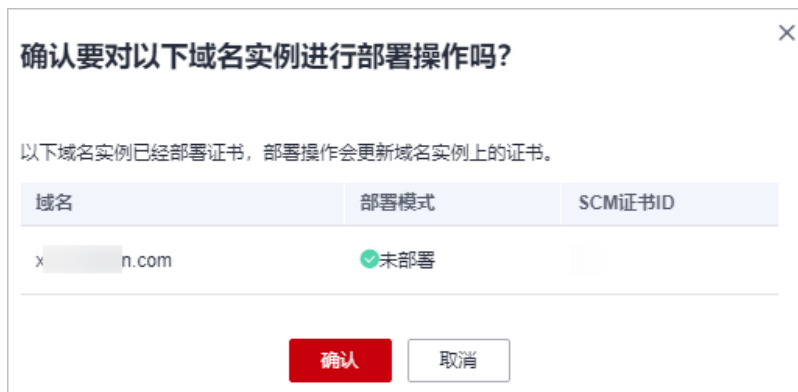 确认要对以下域名实例进行部署操作吗？
以下域名实例已经部署证书，部署操作会更新域名实例上的证书。
域名 部署模式 SCM证书ID
x n.com 未部署
确认 取消